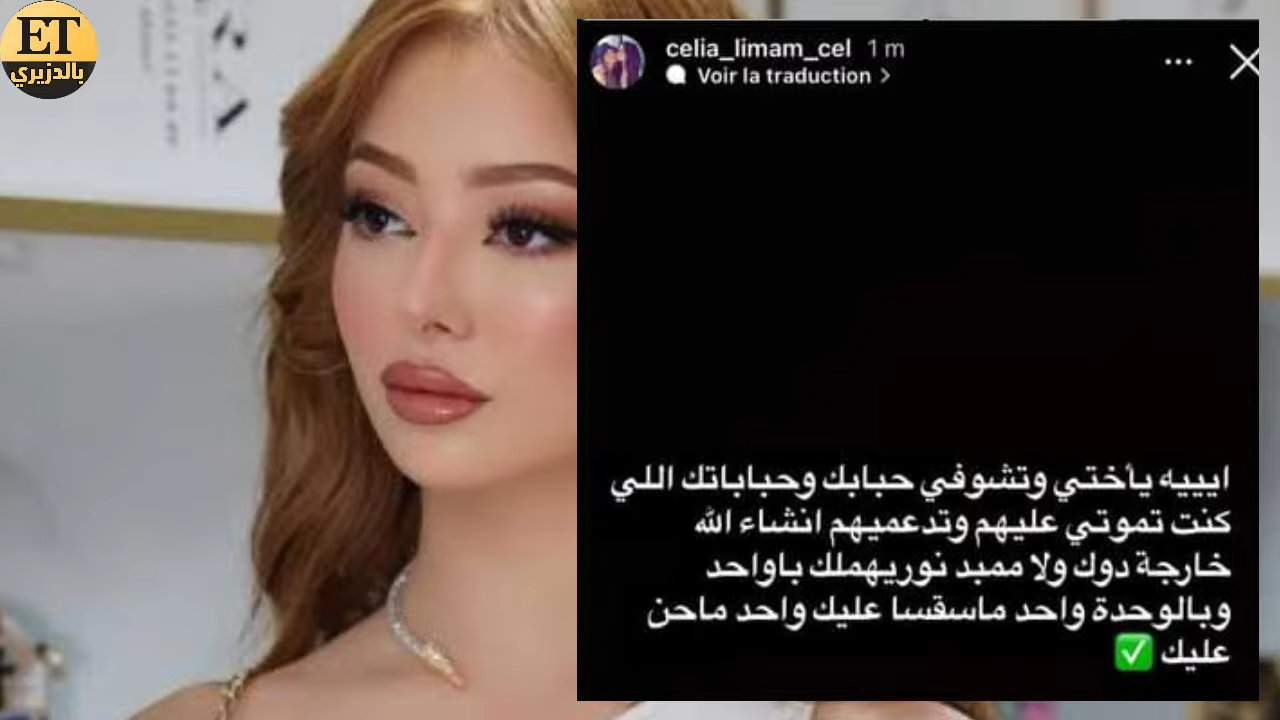 ET
بالدزيري
celia_limam_cel 1 m
Voir la traduction >
اييييه يأختي وتشوفي حبابك وحباباتك اللي
كنت تموتي عليهم وتدعميهم انشاء الله
خارجة دوك ولا ممبد نوريهملك باواحد
وبالوحدة واحد ماسقسا عليك واحد ماحن
عليك ✅